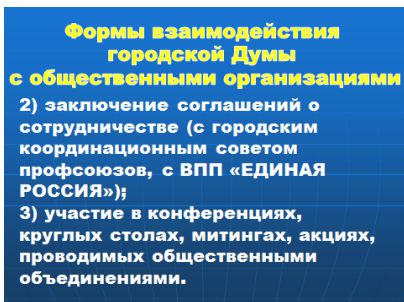 Формы взаимодействия
городской Думы
с общественными организациями
2) заключение соглашений о
сотрудничестве (с городским
координационным советом
профсоюзов, с ВПП «ЕДИНАЯ
РОССИЯ»);
3) участие в конференциях,
круглых столах, митингах, акциях,
проводимых общественными
объединениями.